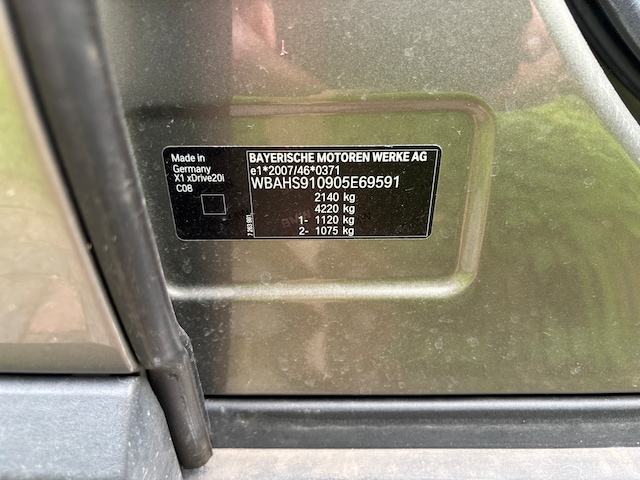 Made in
Germany
X1 xDrive20i
C08
BAYERISCHE MOTOREN WERKE AG
e1*2007/46*0371
WBAHS910905E69591
2140 kg
4220 kg
1- 1120 kg
2- 1075 kg